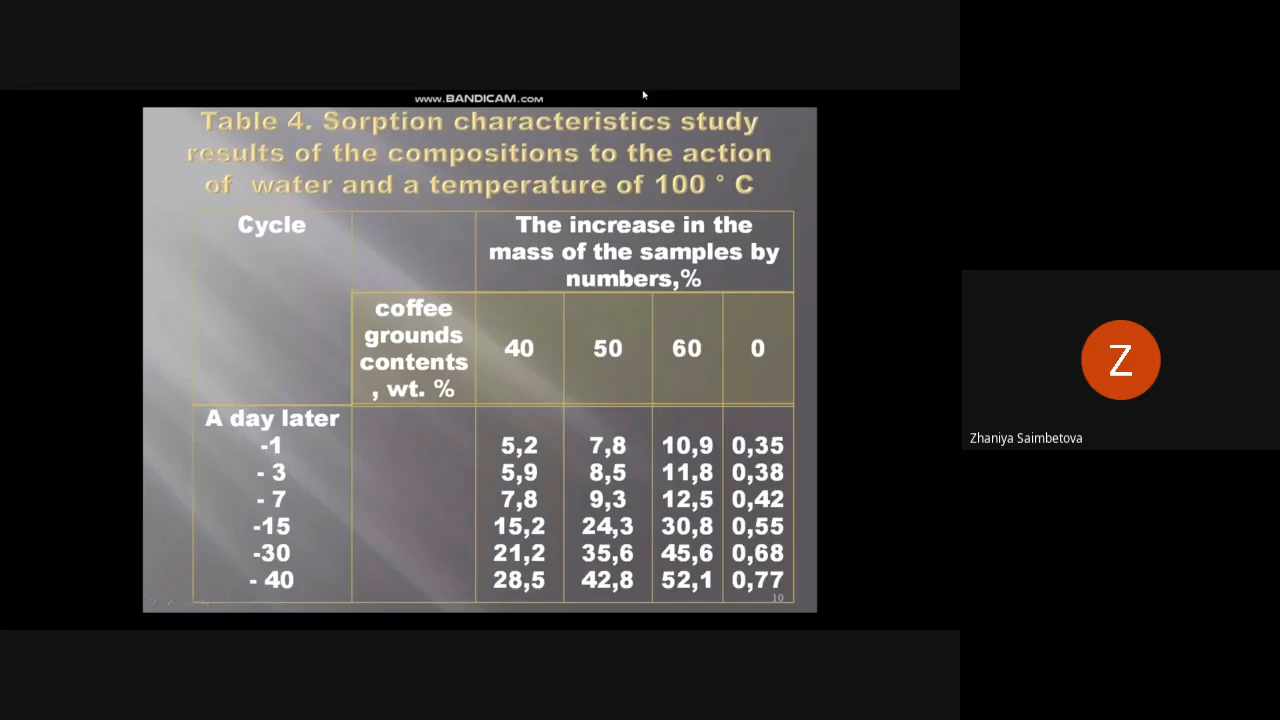 www.BANDICAM.com
Table 4. Sorption characteristics study
results of the compositions to the action
of water and a temperature of 100 ° C
Cycle
The increase in the
mass of the samples by
numbers,%
coffee
grounds
contents
, wt. %
40 50 60 0
A day later
-1 5,2 7,8 10,9 0,35
- 3 5,9 8,5 11,8 0,38
- 7 7,8 9,3 12,5 0,42
-15 15,2 24,3 30,8 0,55
-30 21,2 35,6 45,6 0,68
- 40 28,5 42,8 52,1 0,77
10
Z
Zhaniya Saimbetova